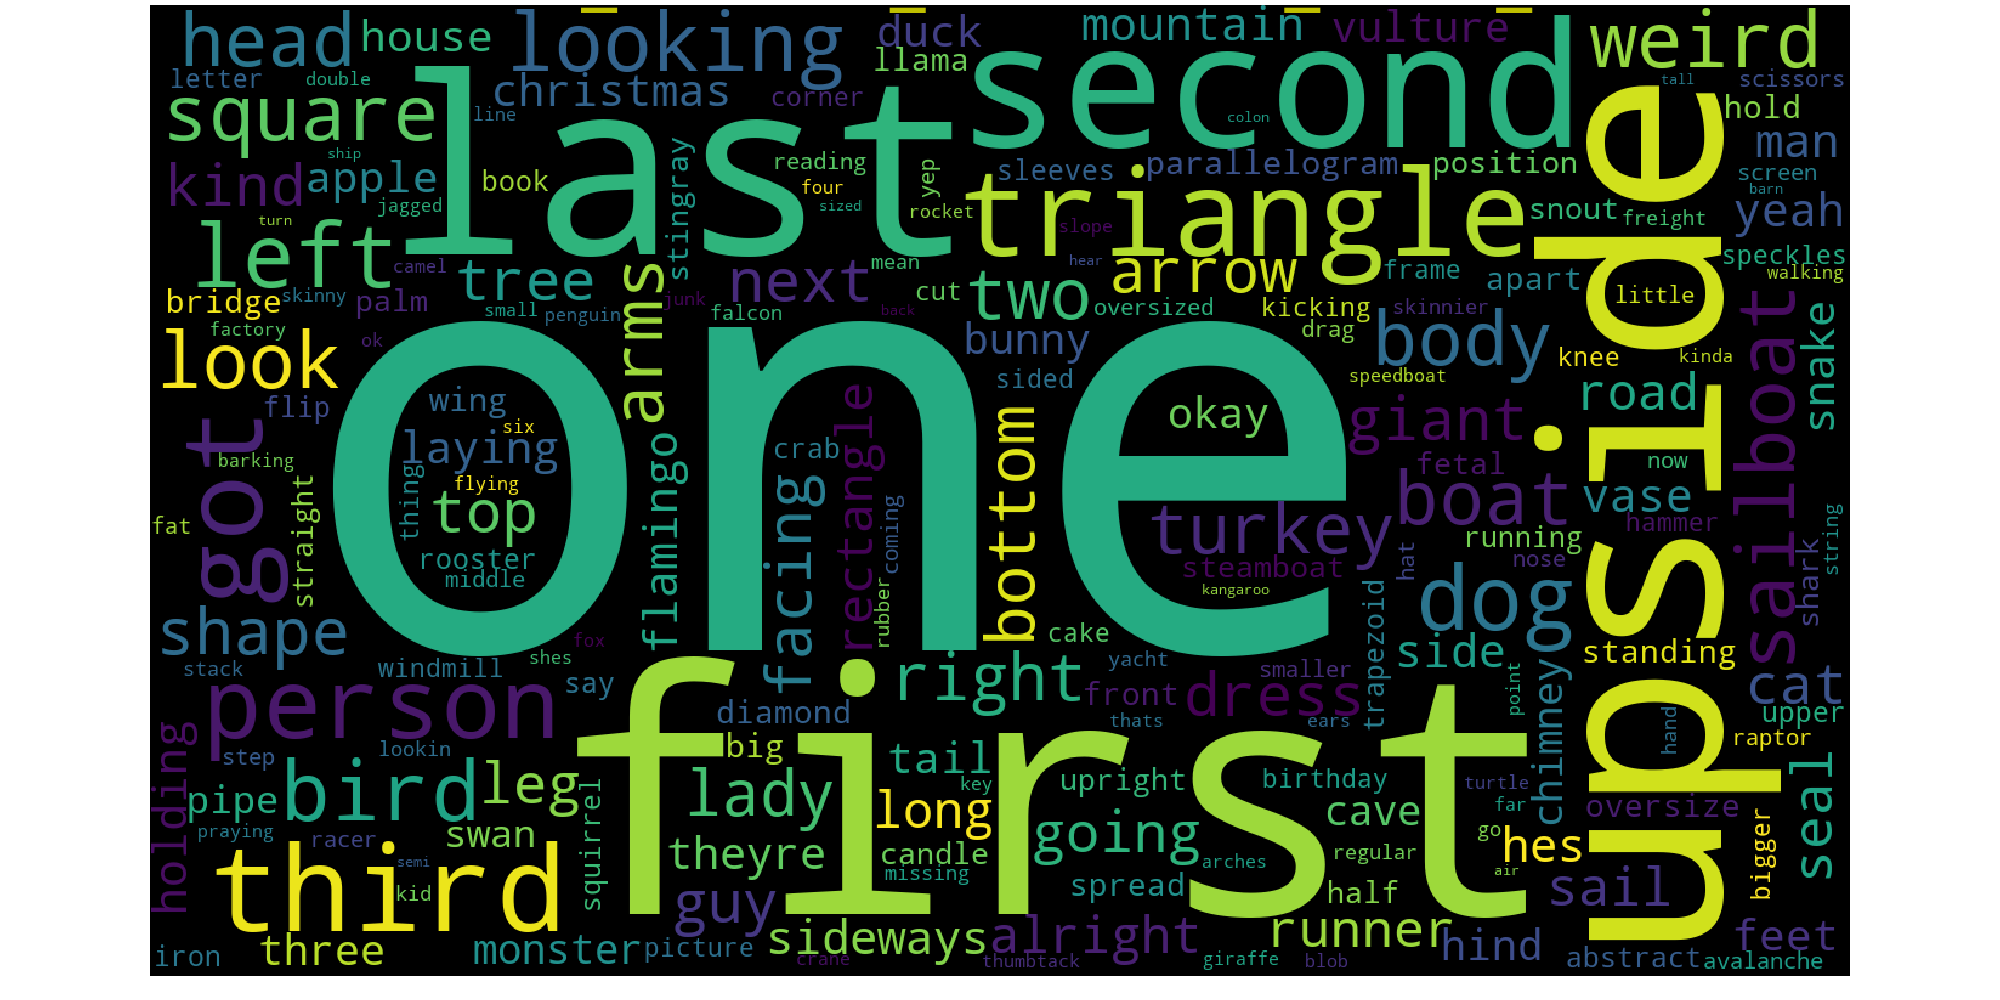 head
house
looking
duck
mountain
vulture
weird
letter
double
christmas
llama
second
tall
scissors
square
line
last
corner
colon
hold
ship
man
kind
apple
book
stingray
reading
yep
sleeves
parallelogram
position
screen
jagged
four
sized
rocket
triangle
snout
freight
barn
yeah
left
turn
slope
upside
speckles
camel
tree
arms
next
mean
hear
arrow
frame
apart
walking
bridge
skinny
palm
small
penguin
junk
falcon
back
cut
two
oversized
kicking
skinnier
little
sailboat
snake
factory
ok
one
bunny
drag
body
knee
kinda
look
flip
wing
sided
speedboat
road
got
laying
six
flamingo
crab
rectangle
bottom
okay
giant
barking
thing
flying
facing
fetal
now
top
coming
turkey
boat
vase
fat
straight
rooster
middle
hammer
string
running
shark
steamboat
hat
nose
kangaroo
dog
shape
fox
rubber
cake
trapezoid
side
standing
stack
windmill
shes
say
right
yacht
smaller
chimney
cat
person
first
front
dress
point
diamond
thats
ears
hand
upper
holding
step
lookin
big
tail
raptor
bird
leg
lady
key
upright
birthday
turtle
pipe
squirrel
long
cave
far
oversize
seal
praying
racer
swan
theyre
candle
going
arches
regular
go
hes
bigger
third
semi
missing
air
kid
guy
spread
half
sail
iron
three
monster
picture
sideways
alright
runner
hind
feet
crane
thumbtack
giraffe
blob
abstract
avalanche